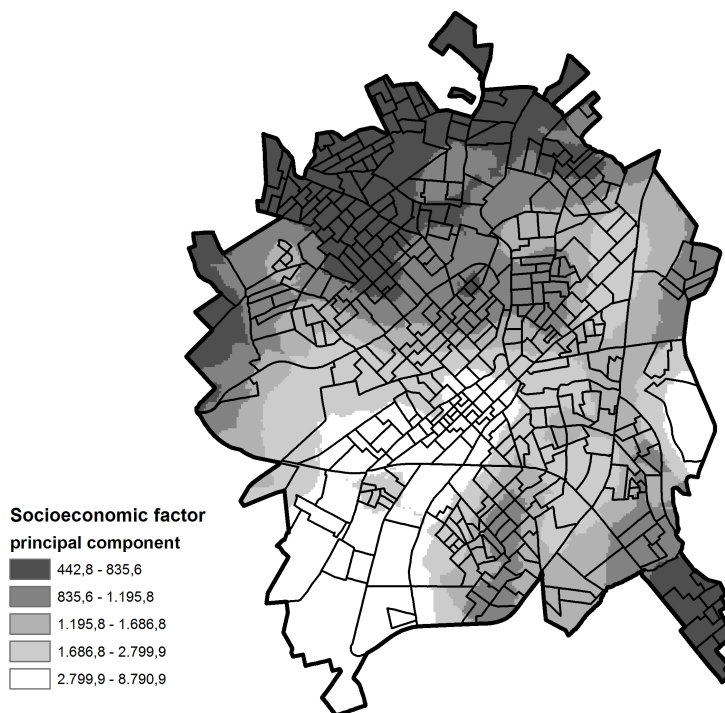 Socioeconomic factor
principal component
442,8 - 835,6
835,6 - 1.195,8
1.195,8 - 1.686,8
1.686,8 - 2.799,9
2.799,9 - 8.790,9